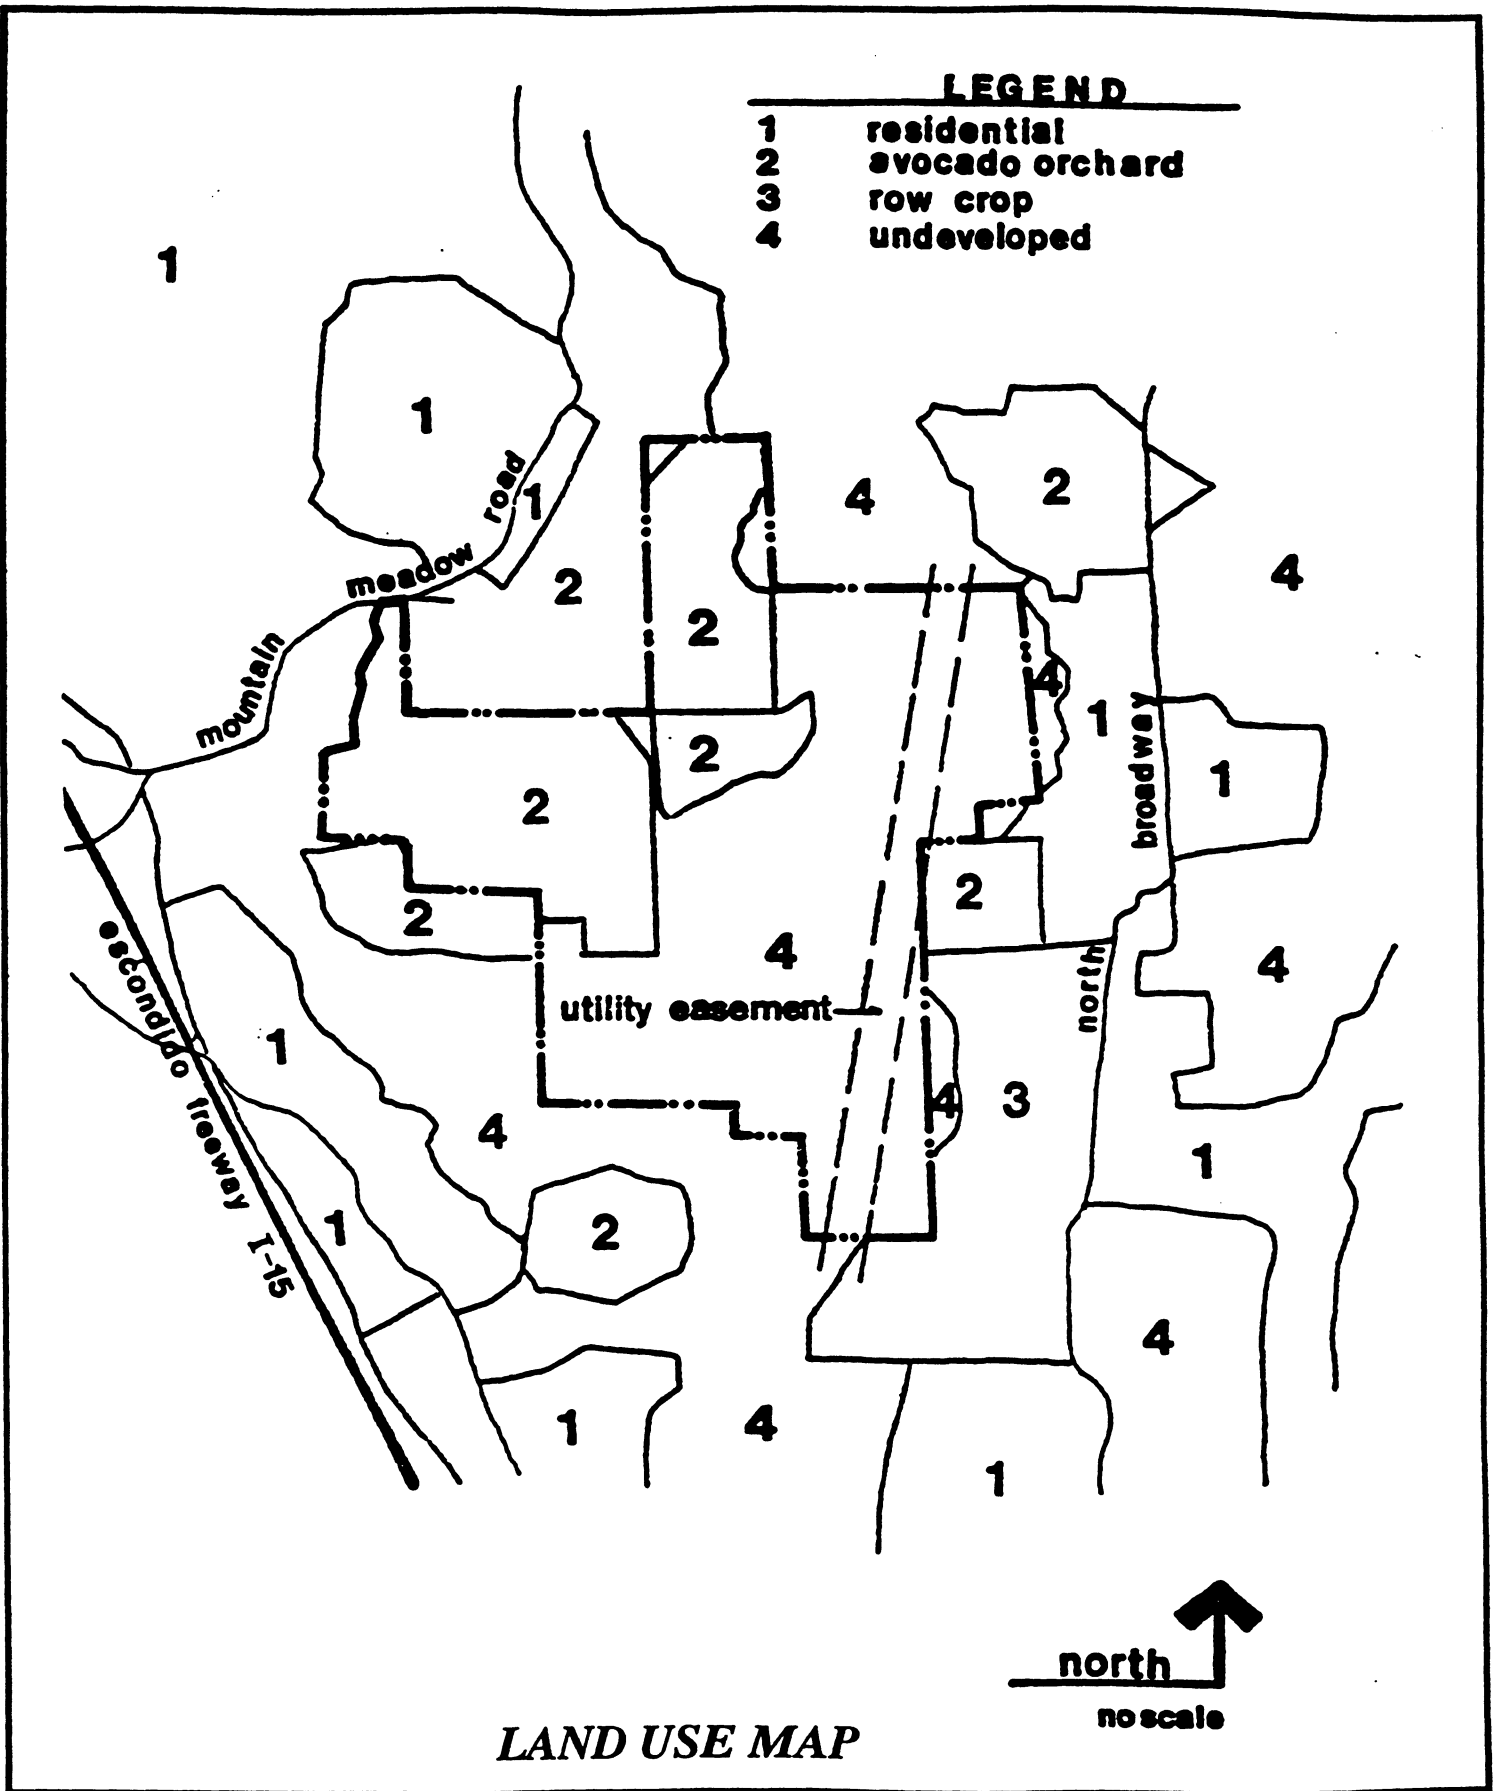 LEGEND
1 residential
2 avocado orchard
3 row crop
4 undeveloped
1
1
road
1
2
4
4
meadow
2
2
mountain
4
1
2
broadway
1
2
2
2
4
4
utility easement
north
escondido freeway I-15
1
4
3
4
1
1
2
4
1
4
1
north
no scale
LAND USE MAP